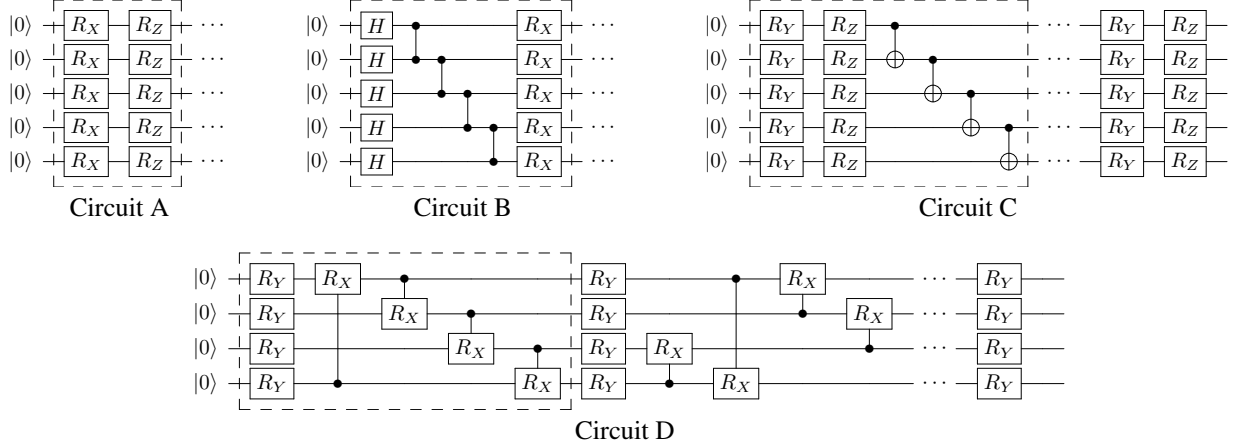 |0⟩ R_X R_Z ··· |0⟩ H R_X ··· |0⟩ R_Y R_Z ··· R_Y R_Z
|0⟩ R_X R_Z ··· |0⟩ H R_X ··· |0⟩ R_Y R_Z ··· R_Y R_Z
|0⟩ R_X R_Z ··· |0⟩ H R_X ··· |0⟩ R_Y R_Z ··· R_Y R_Z
|0⟩ R_X R_Z ··· |0⟩ H R_X ··· |0⟩ R_Y R_Z ··· R_Y R_Z
|0⟩ R_X R_Z ··· |0⟩ H R_X ··· |0⟩ R_Y R_Z ··· R_Y R_Z
Circuit A Circuit B Circuit C
|0⟩ R_Y R_X R_Y R_X ··· R_Y
|0⟩ R_Y R_X R_Y R_X ··· R_Y
|0⟩ R_Y R_X R_Y R_X ··· R_Y
|0⟩ R_Y R_X R_Y R_X ··· R_Y
Circuit D